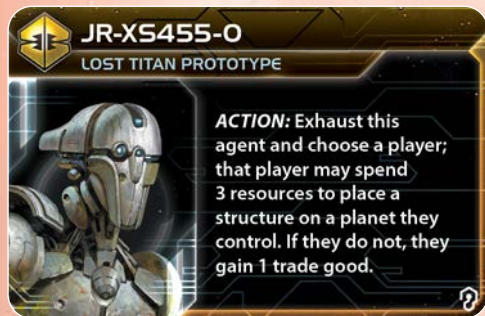 JR-XS455-O
LOST TITAN PROTOTYPE
ACTION: Exhaust this
agent and choose a player;
that player may spend
3 resources to place a
structure on a planet they
control. If they do not, they
gain 1 trade good.